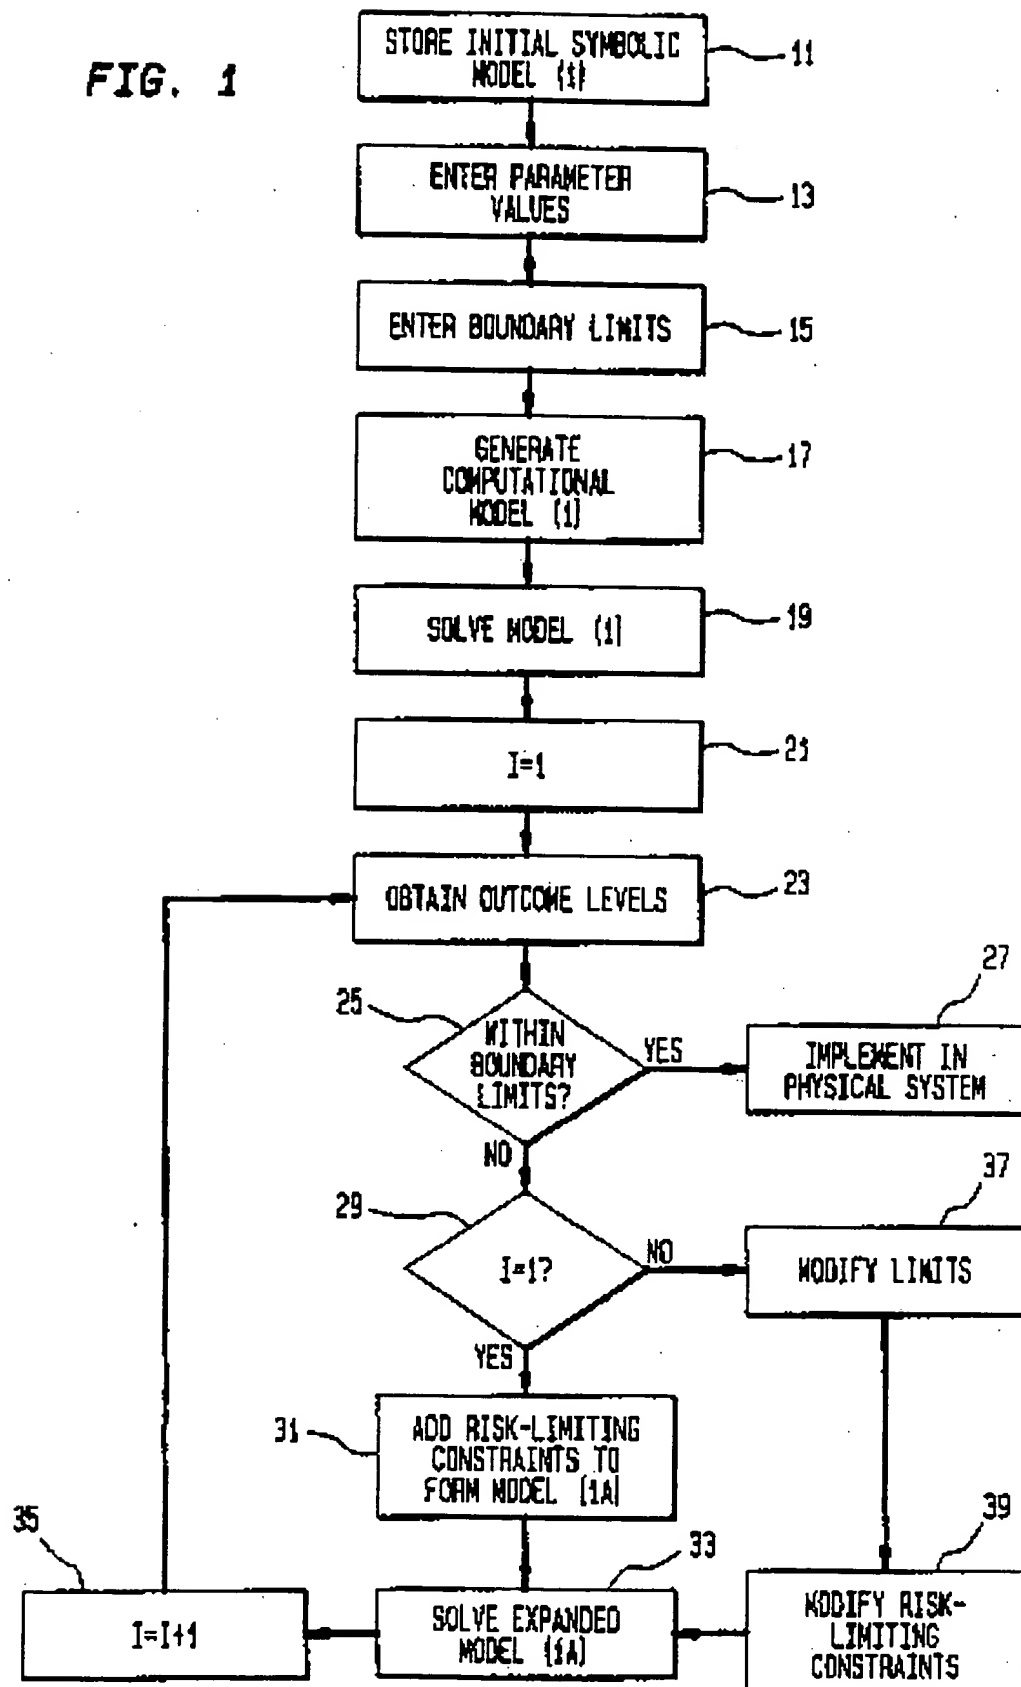 FIG. 1
STORE INITIAL SYMBOLIC
MODEL (1)
11
ENTER PARAMETER
VALUES
13
ENTER BOUNDARY LIMITS
15
GENERATE
COMPUTATIONAL
MODEL (1)
17
SOLVE MODEL (1)
19
I=1
21
OBTAIN OUTCOME LEVELS
23
25
WITHIN
BOUNDARY
LIMITS?
YES
27
IMPLEMENT IN
PHYSICAL SYSTEM
NO
29
I=1?
NO
37
MODIFY LIMITS
YES
31
ADD RISK-LIMITING
CONSTRAINTS TO
FORM MODEL (1A)
35
I=I+1
33
SOLVE EXPANDED
MODEL (1A)
39
MODIFY RISK-
LIMITING
CONSTRAINTS